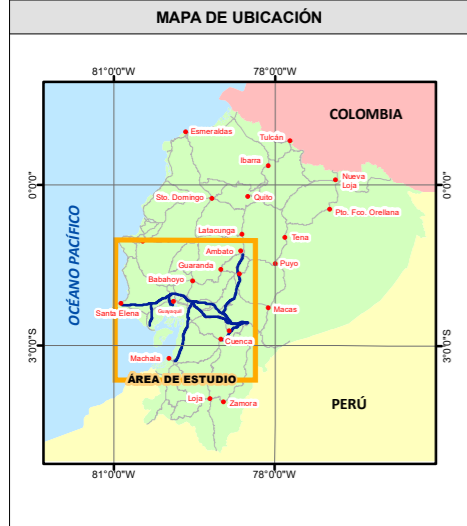 MAPA DE UBICACIÓN
81°0'0"W
78°0'0"W
COLOMBIA
Esmeraldas
Tulcán
Ibarra
Nueva
Loja
0°0'0"
0°0'0"
Sto. Domingo
Quito
Pto. Fco. Orellana
OCÉANO PACÍFICO
Latacunga
Tena
Ambato
Guaranda
Puyo
Babahoyo
Santa Elena
Guayaquil
Macas
3°0'0"S
3°0'0"S
Cuenca
Machala
ÁREA DE ESTUDIO
Loja
Zamora
PERÚ
81°0'0"W
78°0'0"W